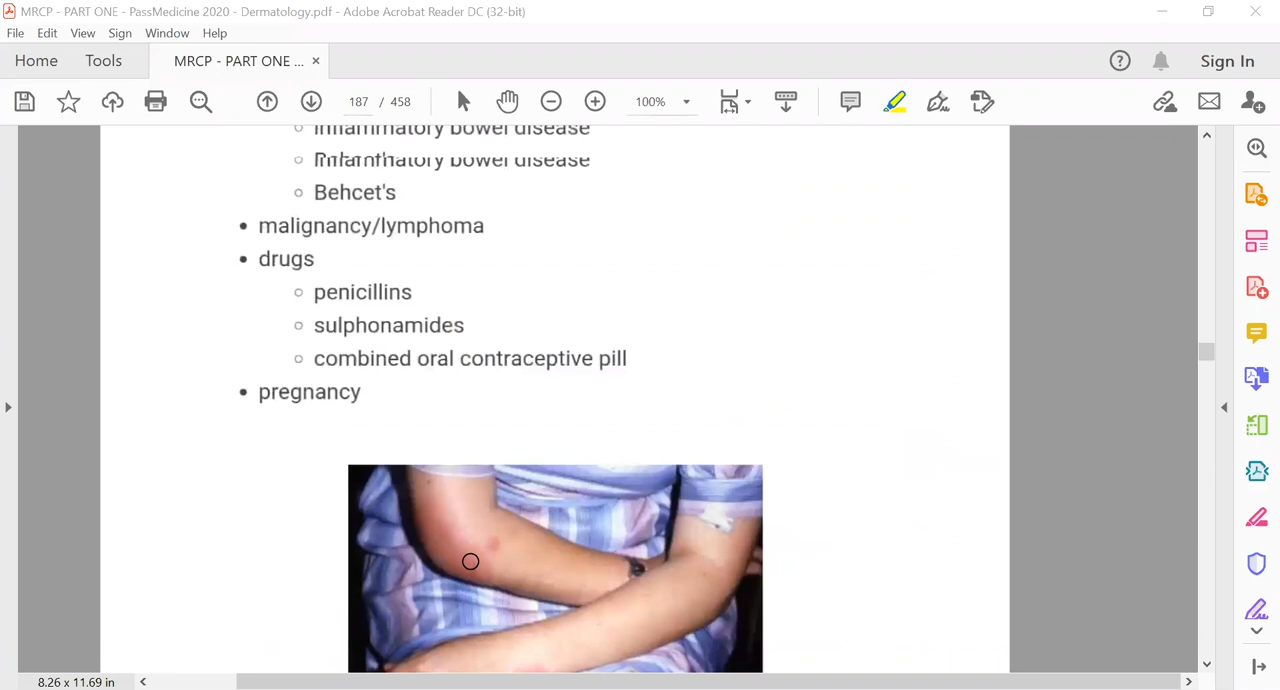 MRCP - PART ONE - PassMedicine 2020 - Dermatology.pdf - Adobe Acrobat Reader DC (32-bit)
File Edit View Sign Window Help
Home Tools MRCP - PART ONE ... × Sign In
187 / 458 100%
inflammatory bowel disease
bowel disease
Behcet's
• malignancy/lymphoma
• drugs
penicillins
sulphonamides
combined oral contraceptive pill
• pregnancy
8.26 x 11.69 in